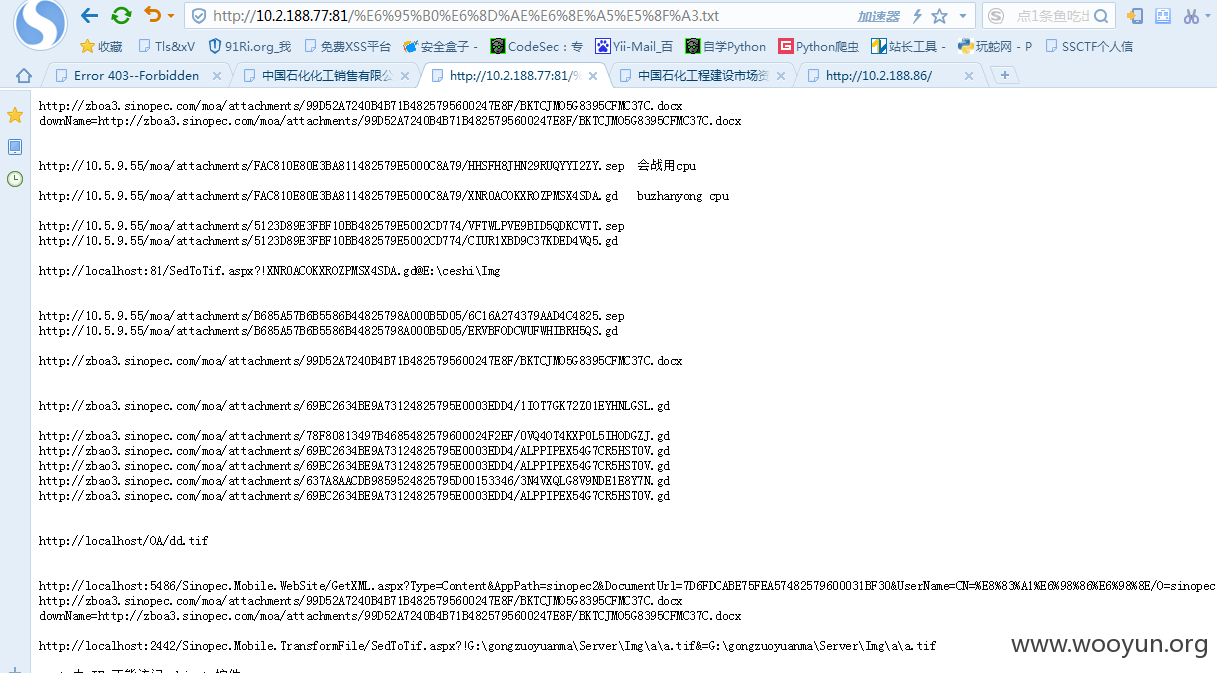 http://10.2.188.77:81/%E6%95%B0%E6%8D%AE%E6%8E%A5%E5%8F%A3.txt 加速器 点1条鱼吃出
收藏 Tls&xV 91Ri.org_我 免费XSS平台 安全盒子 - CodeSec：专 Yii-Mail_百 自学Python Python爬虫 站长工具 - 玩蛇网 - P SSCTF个人信
Error 403--Forbidden 中国石化化工销售有限公 http://10.2.188.77:81/% 中国石化工程建设市场资 http://10.2.188.86/
http://zboa3.sinopec.com/moa/attachments/99D52A7240B4B71B4825795600247E8F/BKTCJMO5G8395CFMC37C.docx
downName=http://zboa3.sinopec.com/moa/attachments/99D52A7240B4B71B4825795600247E8F/BKTCJMO5G8395CFMC37C.docx
http://10.5.9.55/moa/attachments/FAC810E80E3BA811482579E5000C8A79/HHSFH8JHN29RUQYYI2ZY.sep 会战用cpu
http://10.5.9.55/moa/attachments/FAC810E80E3BA811482579E5000C8A79/XNR0ACOKXROZPMSX4SDA.gd buzhanyong cpu
http://10.5.9.55/moa/attachments/5123D89E3FBF10BB482579E5002CD774/VFTWLPVE9BID5QDKCVTT.sep
http://10.5.9.55/moa/attachments/5123D89E3FBF10BB482579E5002CD774/CIUR1XBD9C37KDED4VQ5.gd
http://localhost:81/SedToTif.aspx?!XNR0ACOKXROZPMSX4SDA.gd@E:\ceshi\Img
http://10.5.9.55/moa/attachments/B685A57B6B5586B44825798A000B5D05/6C16A274379AAD4C4825.sep
http://10.5.9.55/moa/attachments/B685A57B6B5586B44825798A000B5D05/ERVBFODCWUFWHIBRH5QS.gd
http://zboa3.sinopec.com/moa/attachments/99D52A7240B4B71B4825795600247E8F/BKTCJMO5G8395CFMC37C.docx
http://zboa3.sinopec.com/moa/attachments/69EC2634BE9A73124825795E0003EDD4/1IOT7GK72Z01EYHNLGSL.gd
http://zboa3.sinopec.com/moa/attachments/78F80813497B4685482579600024F2EF/0VQ4OT4KXP0L5IHODGZJ.gd
http://zbao3.sinopec.com/moa/attachments/69EC2634BE9A73124825795E0003EDD4/ALPPIPEX54G7CR5HST0V.gd
http://zboa3.sinopec.com/moa/attachments/69EC2634BE9A73124825795E0003EDD4/ALPPIPEX54G7CR5HST0V.gd
http://zbao3.sinopec.com/moa/attachments/637A8AACDB9859524825795D00153346/3N4VXQLG8V9NDE1E8Y7N.gd
http://zboa3.sinopec.com/moa/attachments/69EC2634BE9A73124825795E0003EDD4/ALPPIPEX54G7CR5HST0V.gd
http://localhost/OA/dd.tif
http://localhost:5486/Sinopec.Mobile.WebSite/GetXML.aspx?Type=Content&AppPath=sinopec2&DocumentUrl=7D6FDCABE75FEA57482579600031BF30&UserName=CN=%E8%83%A1%E6%98%86%E6%98%8E/O=sinopec
http://zboa3.sinopec.com/moa/attachments/99D52A7240B4B71B4825795600247E8F/BKTCJMO5G8395CFMC37C.docx
downName=http://zboa3.sinopec.com/moa/attachments/99D52A7240B4B71B4825795600247E8F/BKTCJMO5G8395CFMC37C.docx
http://localhost:2442/Sinopec.Mobile.TransformFile/SedToTif.aspx?!G:\gongzuoyuanma\Server\Img\a\a.tif&=G:\gongzuoyuanma\Server\Img\a\a.tif
www.wooyun.org